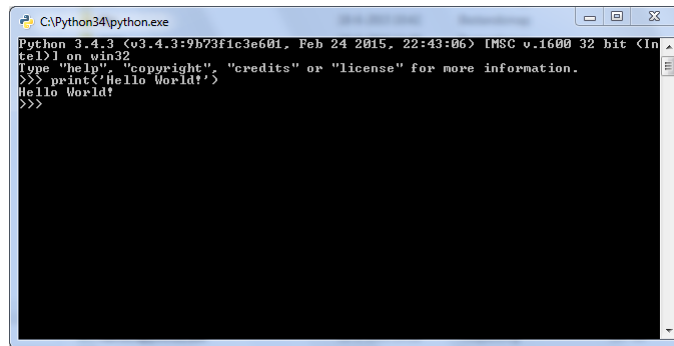 C:\Python34\python.exe
Python 3.4.3 (v3.4.3:9b73f1c3e601, Feb 24 2015, 22:43:06) [MSC v.1600 32 bit (In
tel)] on win32
Type "help", "copyright", "credits" or "license" for more information.
>>> print('Hello World!')
Hello World!
>>>